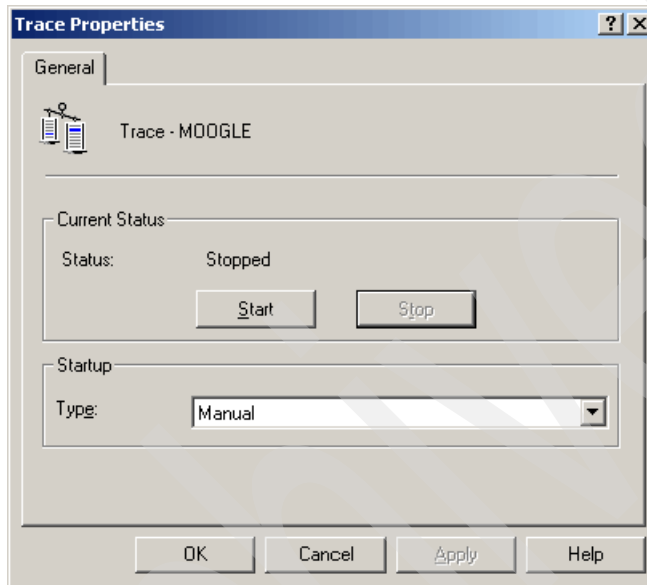 Trace Properties
General
Trace - MOOGLE
Current Status
Status: Stopped
Start Stop
Startup
Type: Manual
OK Cancel Apply Help